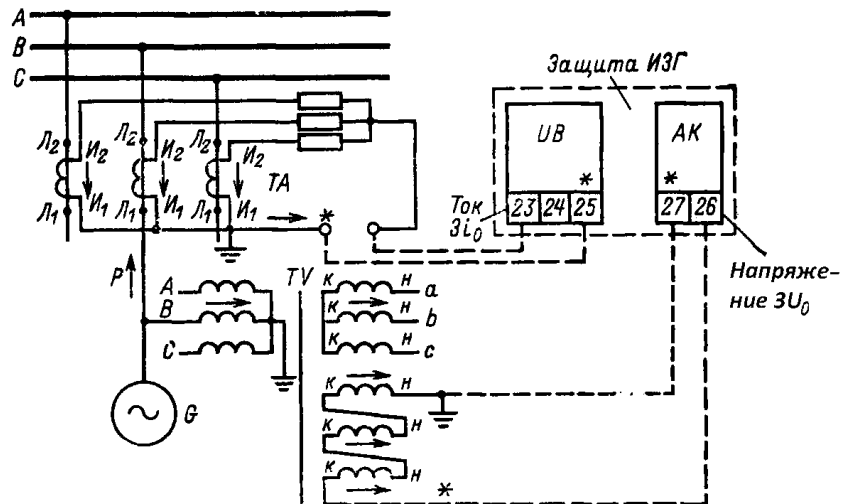 A
B
C
Защита ИЗГ
UB
AK
*
*
23 24 25
27 26
Ток
3i₀
Напряже-
ние 3U₀
Л₂ И₂
Л₂ И₂
Л₂ И₂
TA
Л₁ И₁
Л₁ И₁
Л₁ И₁
*
P
A
B
C
TV
к н a
к н b
к н c
к н
к н
к н
*
G